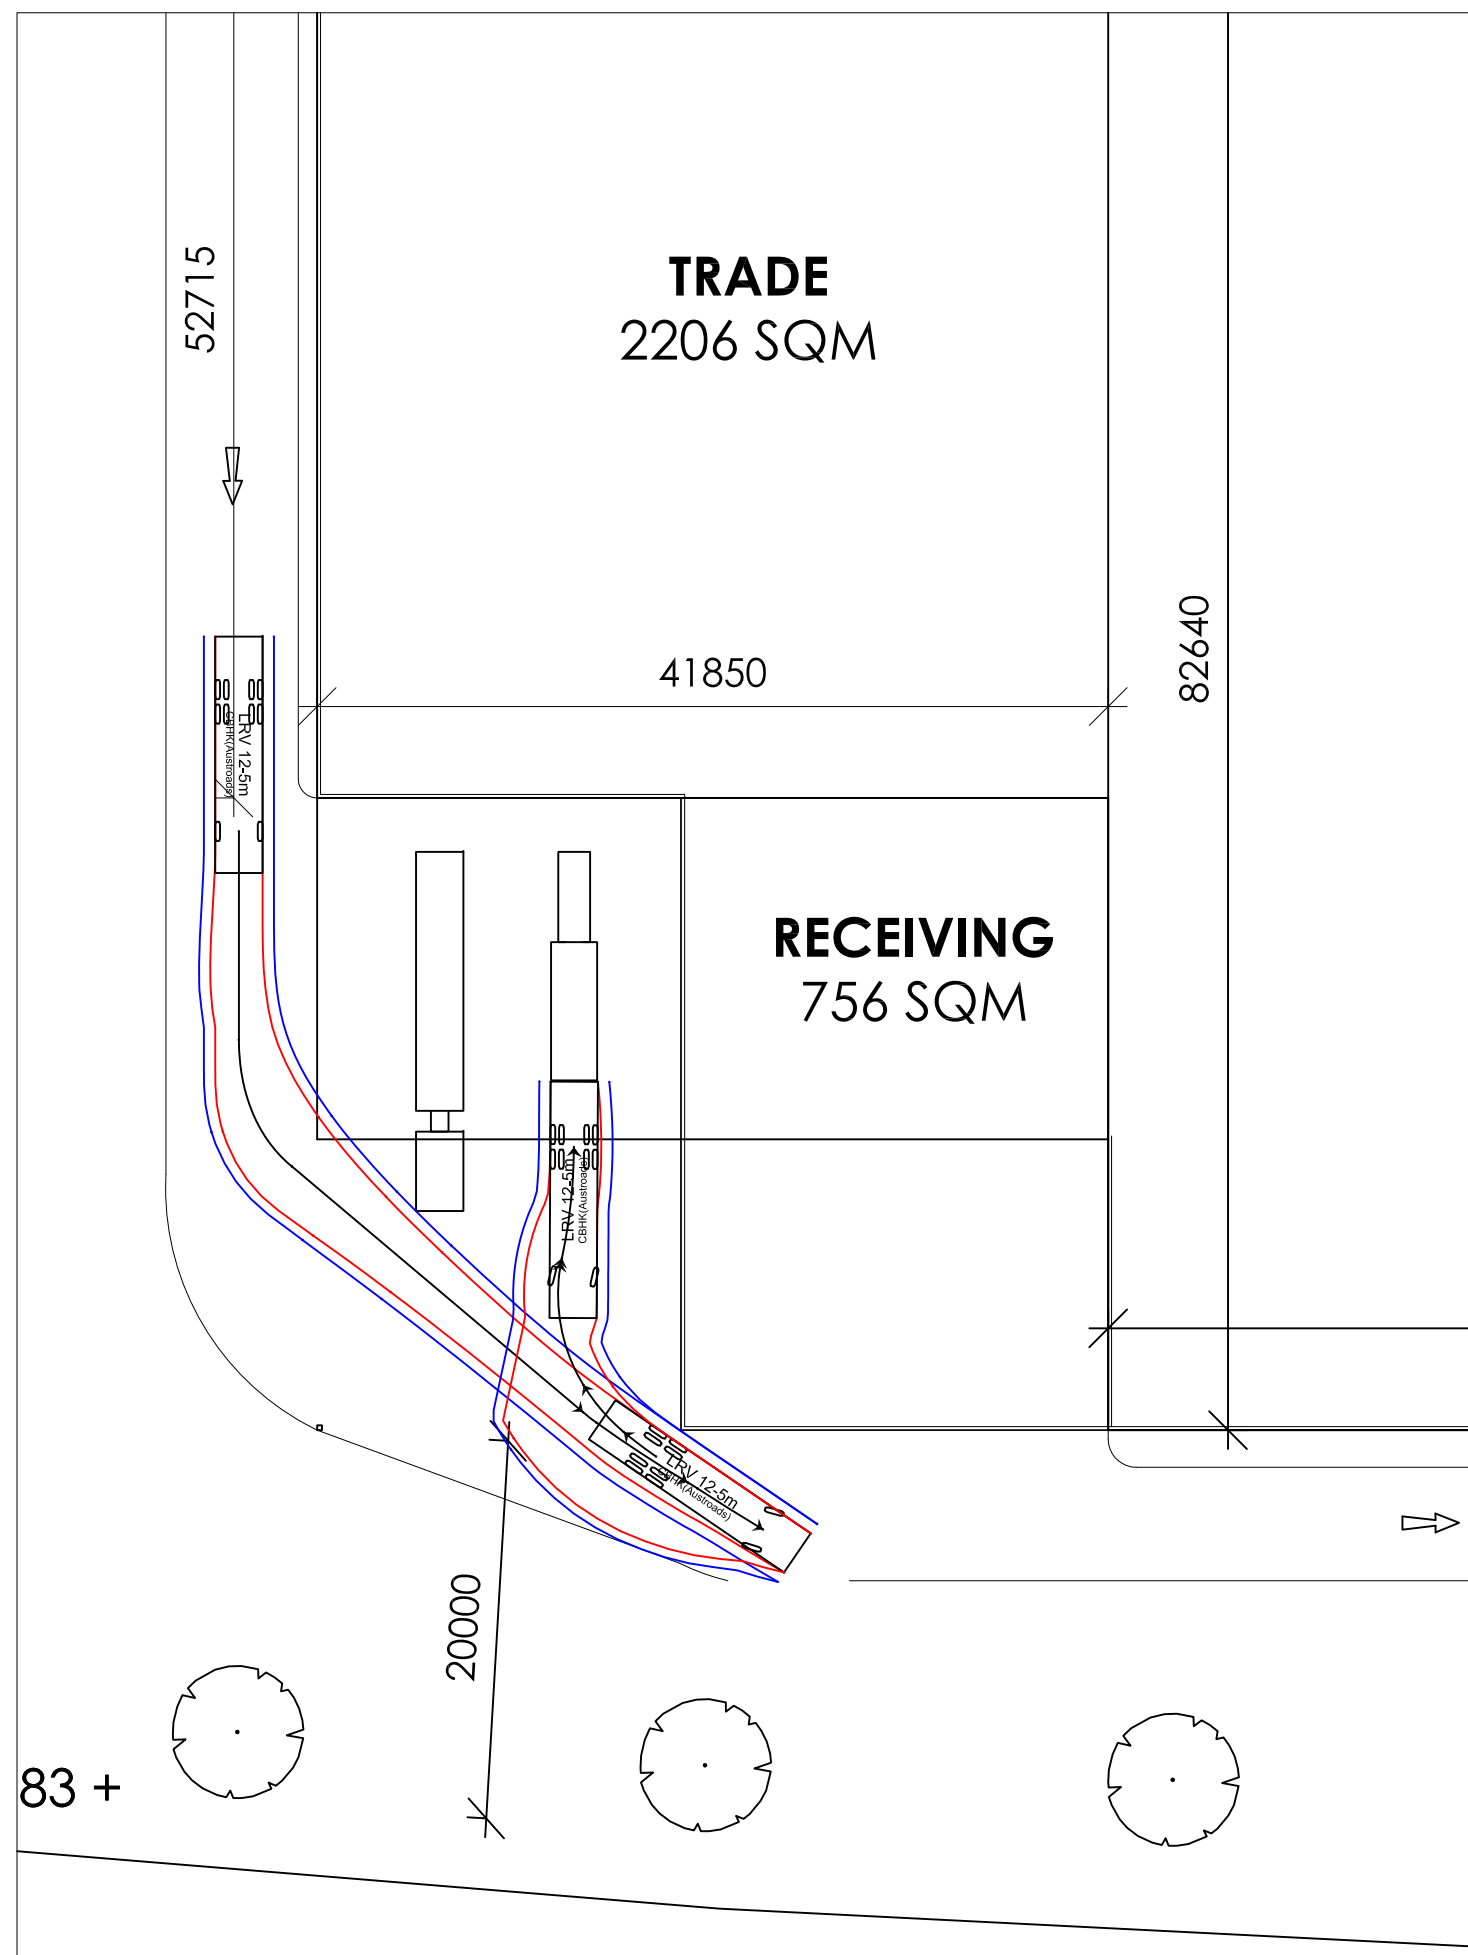 52715
TRADE
2206 SQM
82640
41850
LRV 12-5m
CBHK(Austroads)
RECEIVING
756 SQM
LRV 12-5m
CBHK(Austroads)
LRV 12-5m
CBHK(Austroads)
20000
83 +